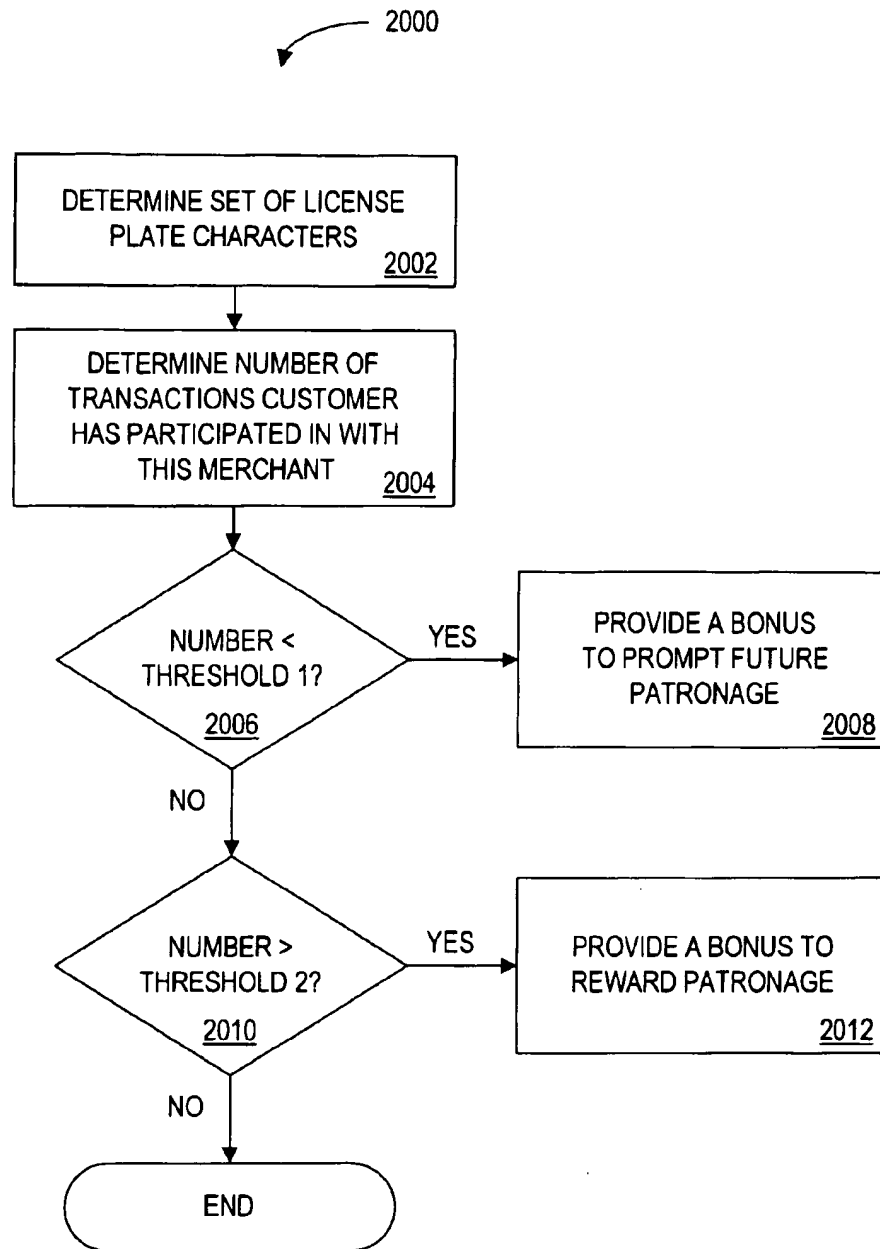 2000
DETERMINE SET OF LICENSE
PLATE CHARACTERS
2002
DETERMINE NUMBER OF
TRANSACTIONS CUSTOMER
HAS PARTICIPATED IN WITH
THIS MERCHANT
2004
NUMBER <
THRESHOLD 1?
2006
YES
PROVIDE A BONUS
TO PROMPT FUTURE
PATRONAGE
2008
NO
NUMBER >
THRESHOLD 2?
2010
YES
PROVIDE A BONUS TO
REWARD PATRONAGE
2012
NO
END